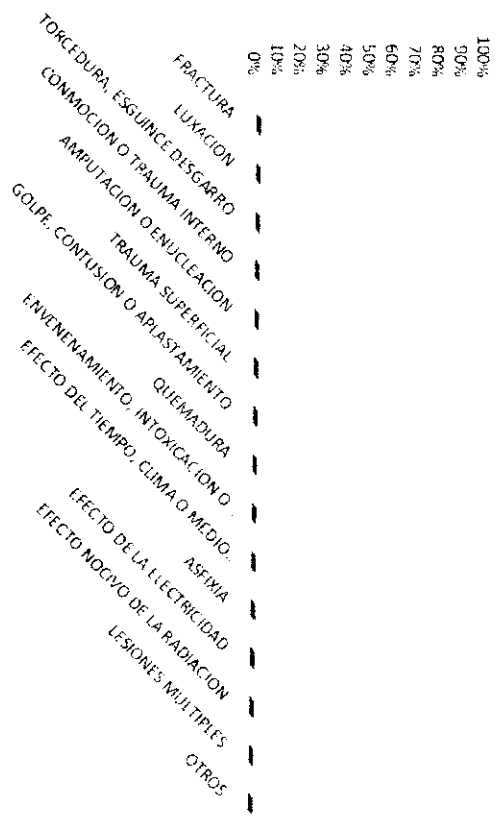 100%
90%
80%
70%
60%
50%
40%
30%
20%
10%
0%
FRACTURA
LUXACION
TORCEDURA, ESGUINCE DESGARRO
CONMOCION O TRAUMA INTERNO
AMPUTACION O ENUCLEACION
TRAUMA SUPERFICIAL
GOLPE, CONTUSION O APLASTAMIENTO
QUEMADURA
ENVENENAMIENTO, INTOXICACION O...
EFECTO DEL TIEMPO, CLIMA O MEDIO...
ASFIXIA
EFECTO DE LA ELECTRICIDAD
EFECTO NOCIVO DE LA RADIACION
LESIONES MULTIPLES
OTROS